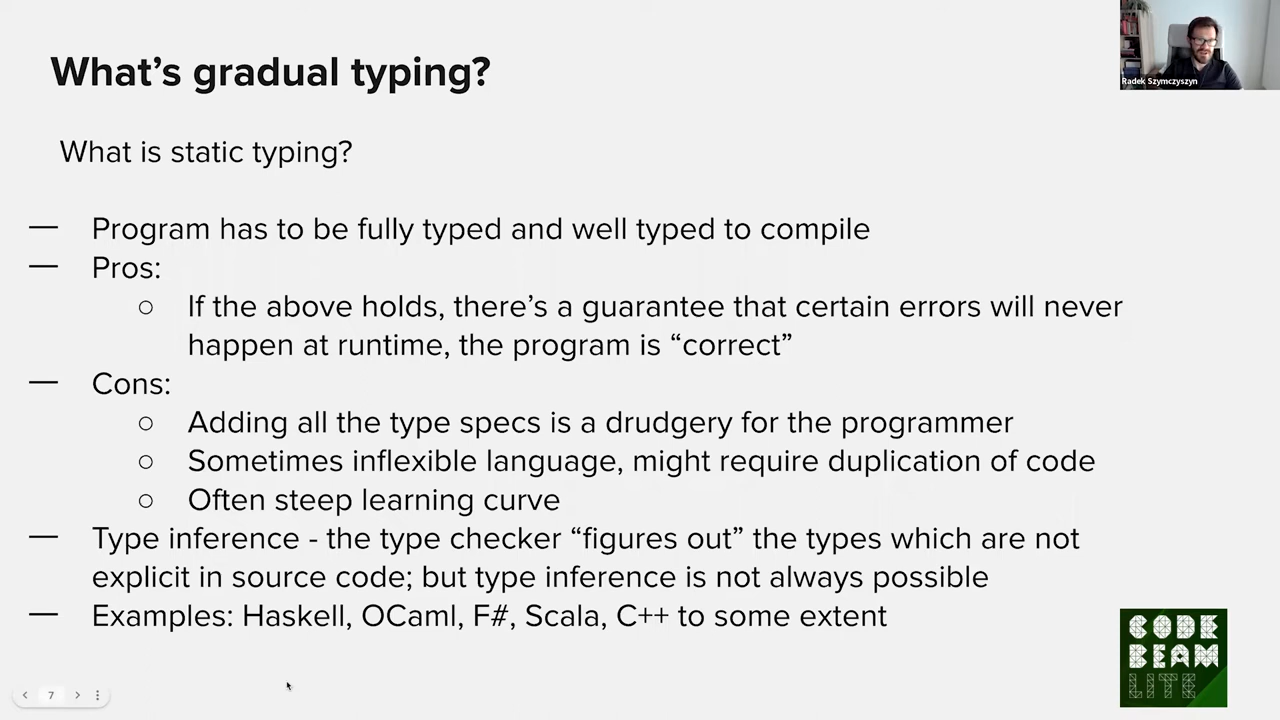 What's gradual typing?
Radek Szymczyszyn
What is static typing?
— Program has to be fully typed and well typed to compile
— Pros:
○ If the above holds, there's a guarantee that certain errors will never
happen at runtime, the program is “correct”
— Cons:
○ Adding all the type specs is a drudgery for the programmer
○ Sometimes inflexible language, might require duplication of code
○ Often steep learning curve
— Type inference - the type checker “figures out” the types which are not
explicit in source code; but type inference is not always possible
— Examples: Haskell, OCaml, F#, Scala, C++ to some extent
CODE
BEAM
LITE
7